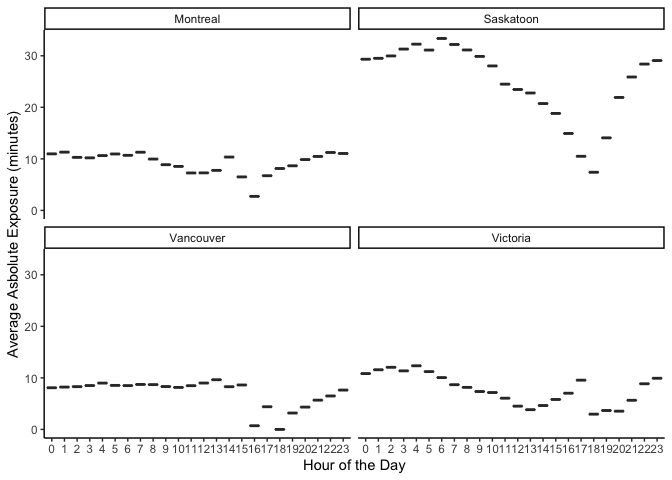 Montreal
Saskatoon
30
20
10
0
Vancouver
Victoria
30
20
10
0
0 1 2 3 4 5 6 7 8 9 10 11 12 13 14 15 16 17 18 19 20 21 22 23
0 1 2 3 4 5 6 7 8 9 10 11 12 13 14 15 16 17 18 19 20 21 22 23
Hour of the Day
Average Asbolute Exposure (minutes)